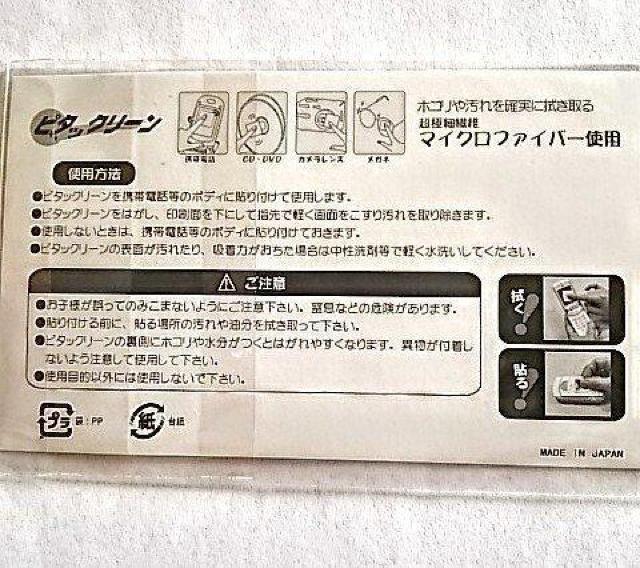 ピタックリーン
携帯電話
CD・DVD
カメラレンズ
メガネ
ホコリや汚れを確実に拭き取る
超極細繊維
マイクロファイバー使用
使用方法
●ピタックリーンを携帯電話等のボディに貼り付けて使用します。
●ピタックリーンをはがし、印刷面を下にして指先で軽く画面をこすり汚れを取り除きます。
●使用しないときは、携帯電話等のボディに貼り付けておきます。
●ピタックリーンの表面が汚れたり、吸着力がおちた場合は中性洗剤等で軽く水洗いしてください。
ご注意
●お子様が誤ってのみこまないようにご注意下さい。窒息などの危険があります。
●貼り付ける前に、貼る場所の汚れや油分を拭き取って下さい。
●ピタックリーンの裏側にホコリや水分がつくとはがれやすくなります。異物が付着し
ないよう注意して使用して下さい。
●使用目的以外には使用しないで下さい。
拭く!
貼る!
プラ 袋:PP
紙 台紙
MADE IN JAPAN